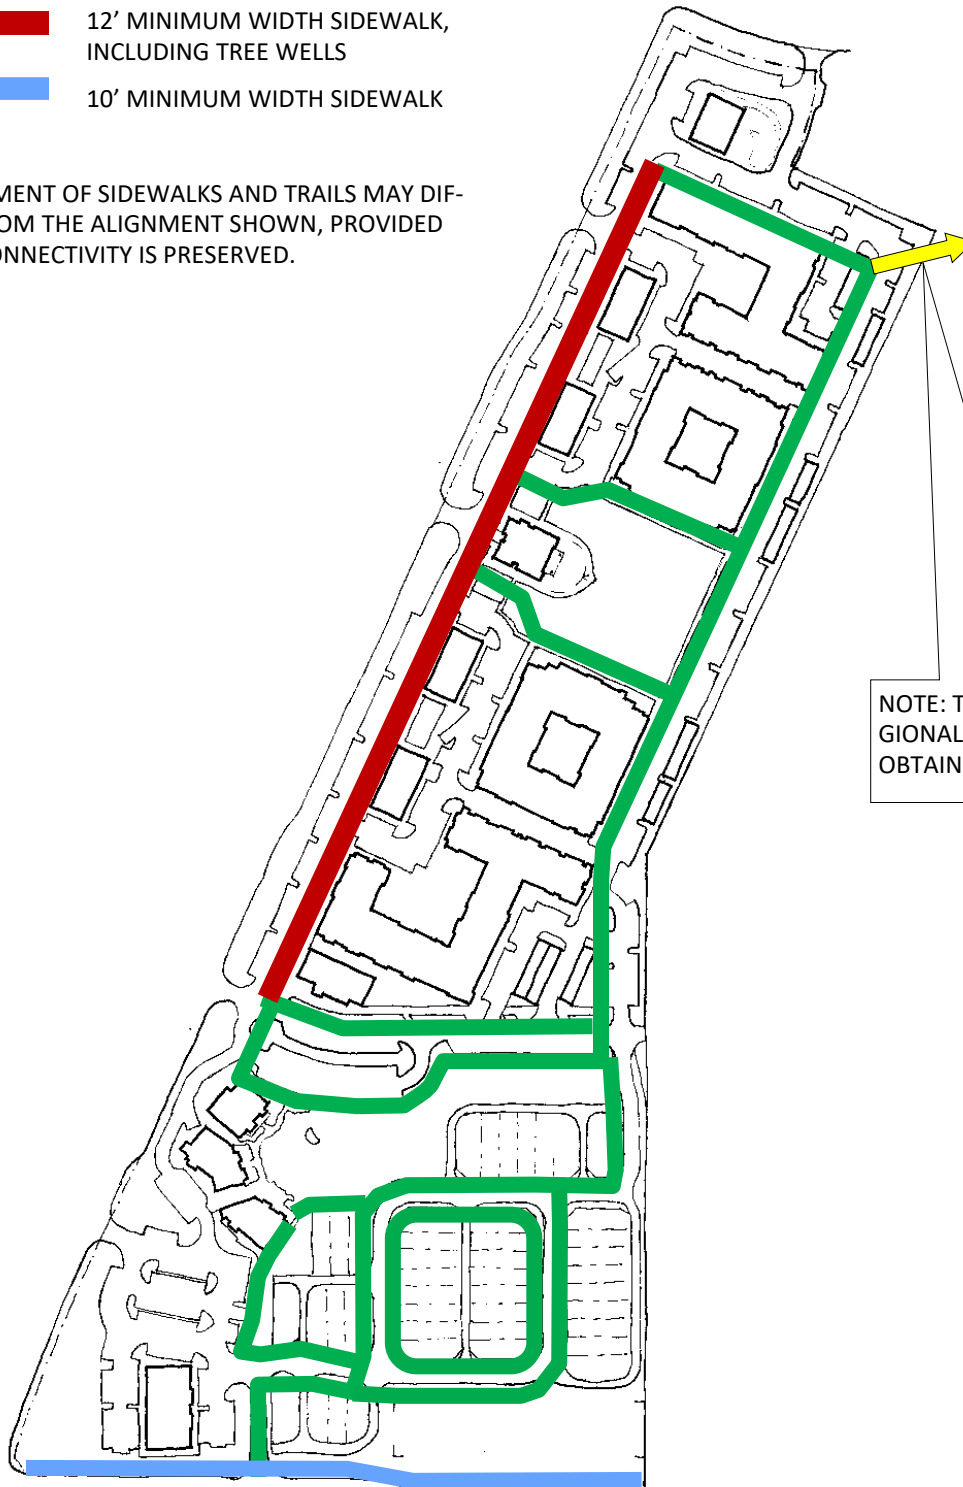 12’ MINIMUM WIDTH SIDEWALK,
INCLUDING TREE WELLS
10’ MINIMUM WIDTH SIDEWALK
MENT OF SIDEWALKS AND TRAILS MAY DIF-
OM THE ALIGNMENT SHOWN, PROVIDED
ONNECTIVITY IS PRESERVED.
NOTE: T
GIONAL
OBTAIN